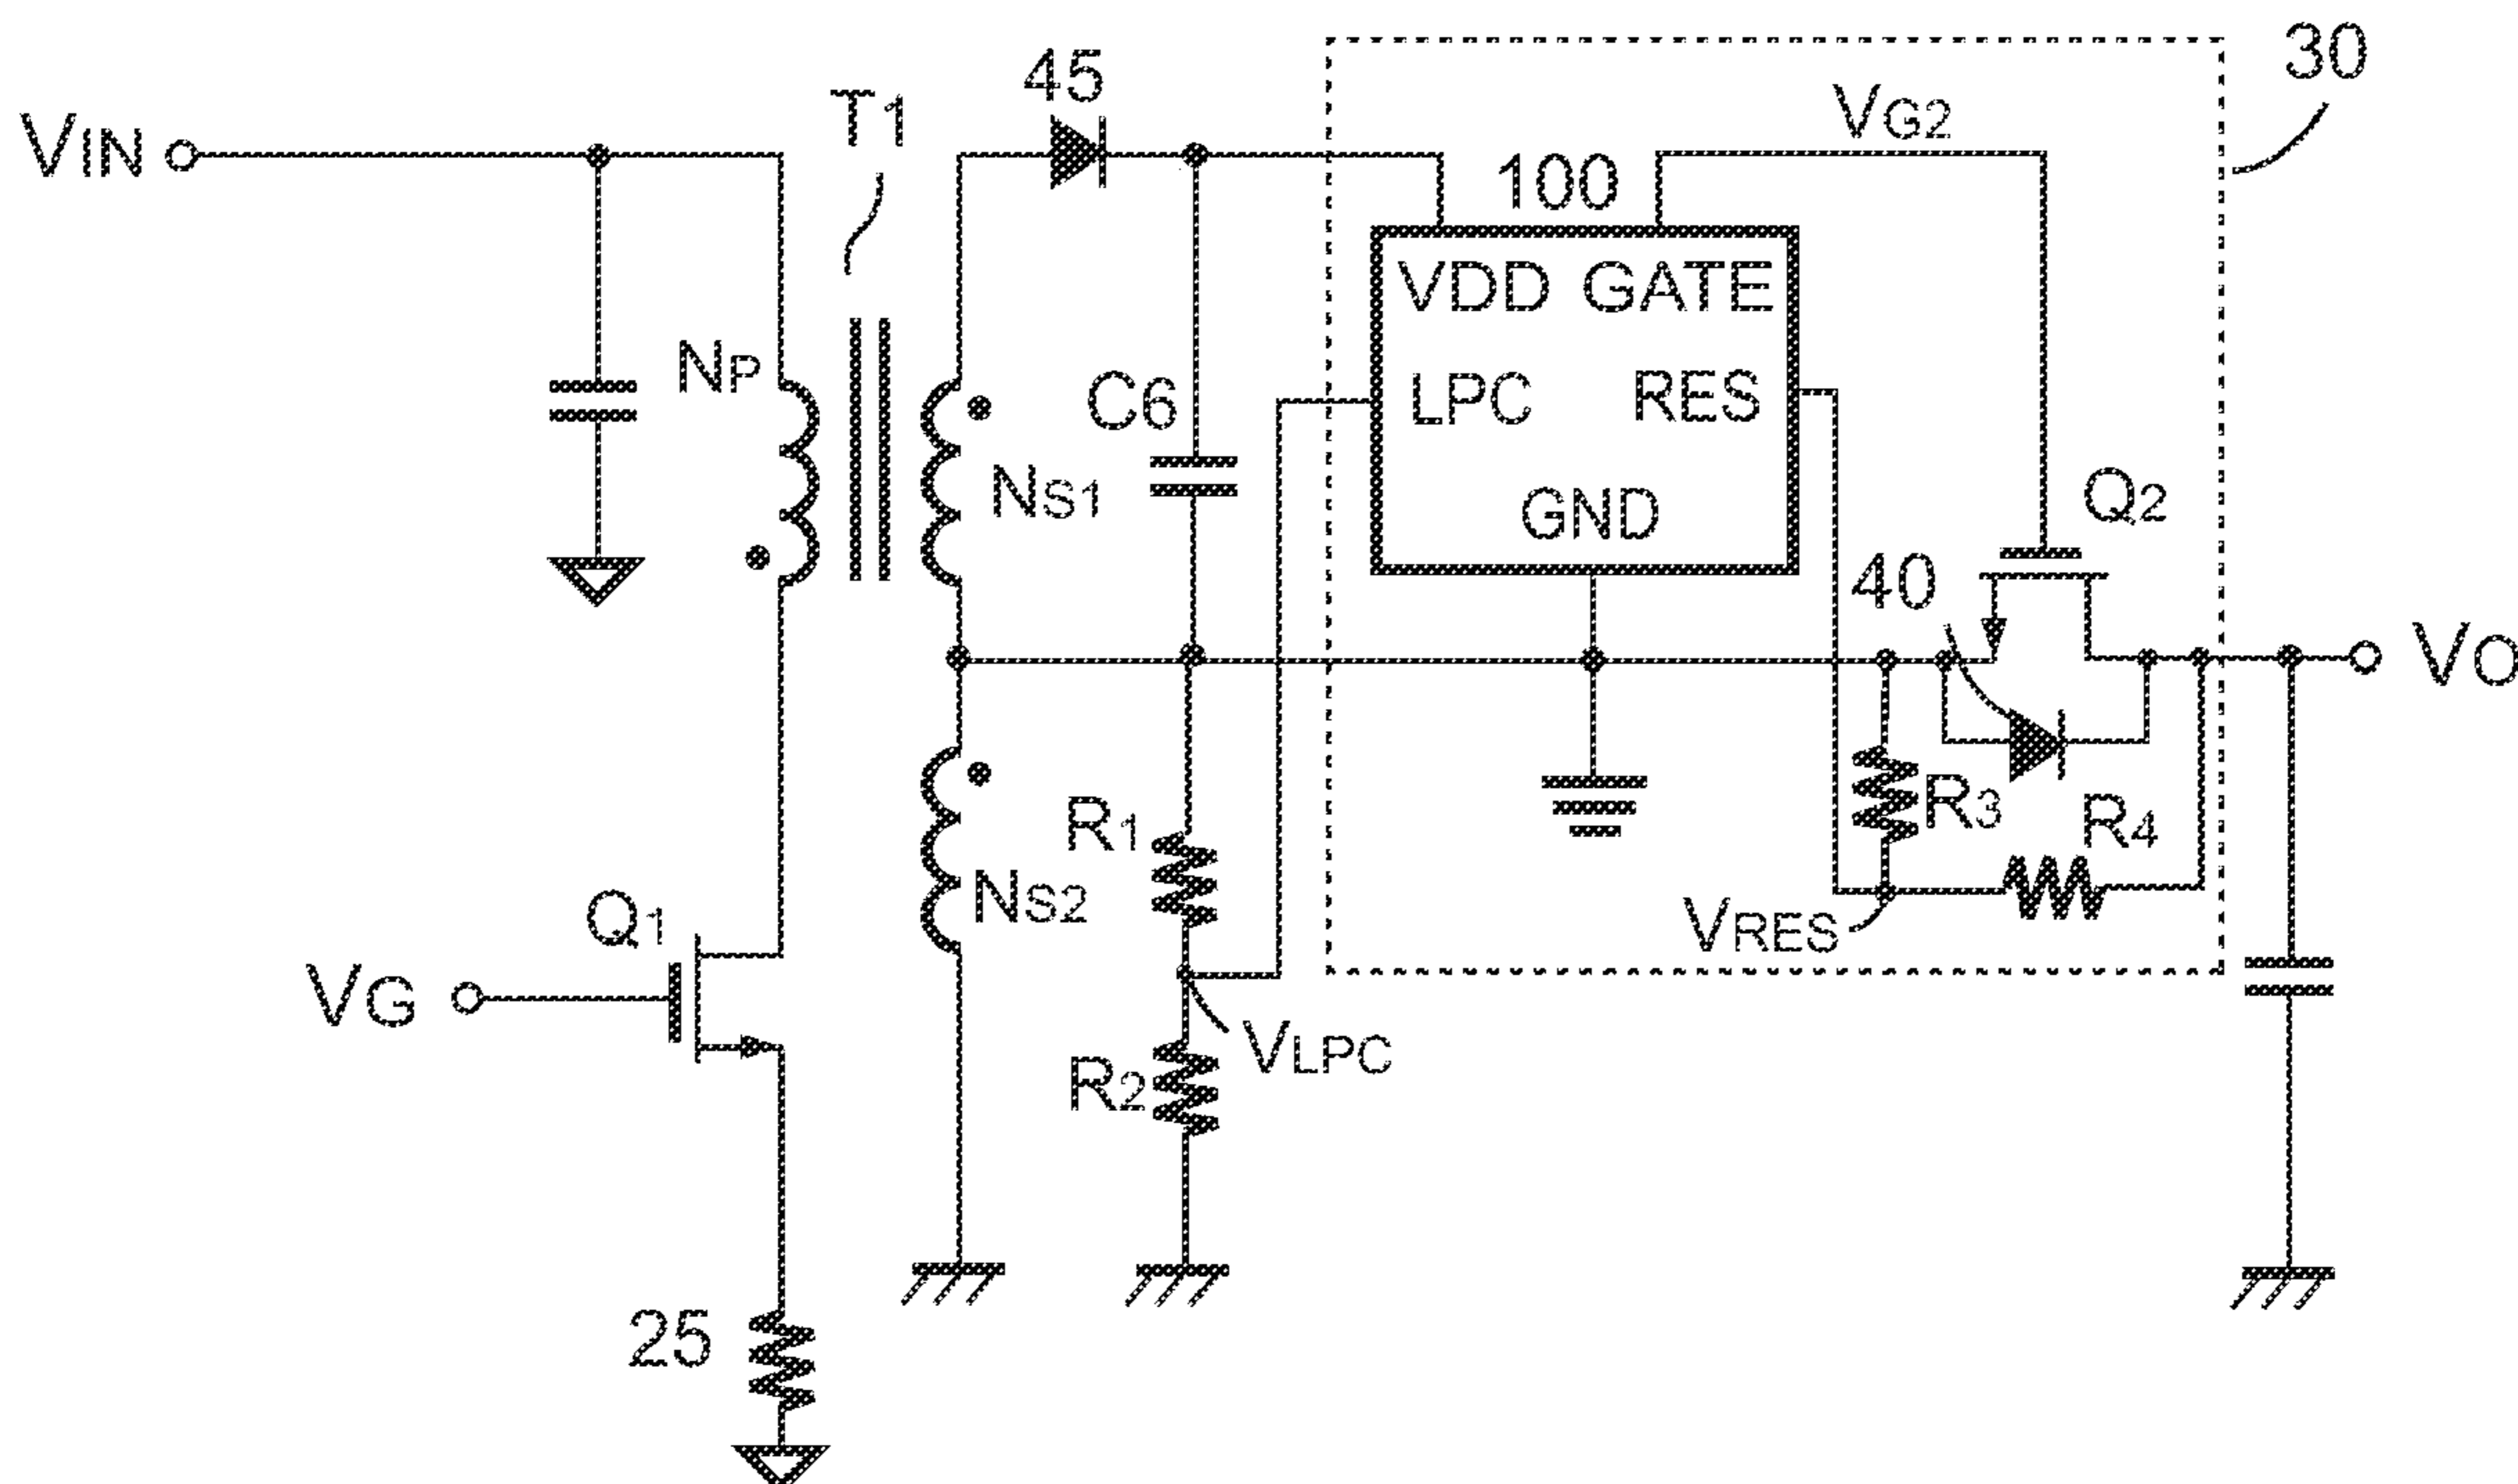 30
45
T1
VIN
VG2
100
VDD GATE
NP
C6
LPC RES
NS1
GND
Q2
40
VO
R1
R3
R4
NS2
Q1
VRES
VG
VLPC
R2
25